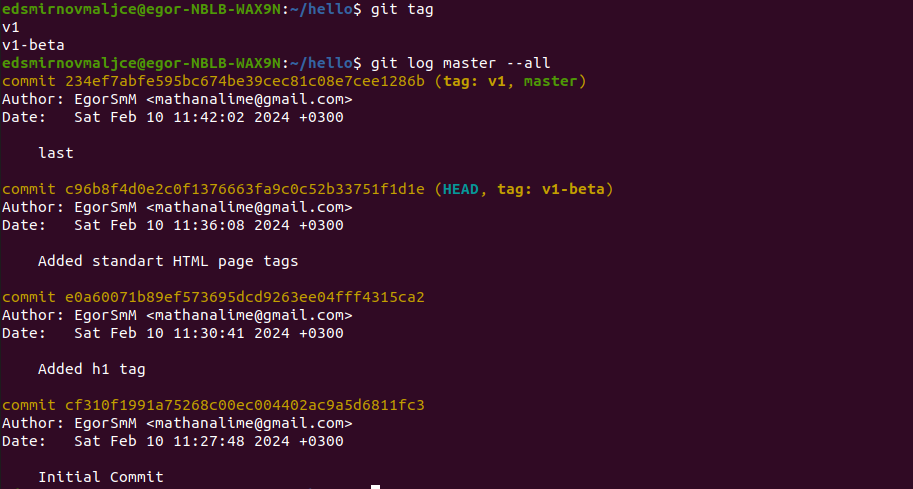 edsmirnovmaljce@egor-NBLB-WAX9N:~/hello$ git tag
v1
v1-beta
edsmirnovmaljce@egor-NBLB-WAX9N:~/hello$ git log master --all
commit 234ef7abfe595bc674be39cec81c08e7cee1286b (tag: v1, master)
Author: EgorSmM <mathanalime@gmail.com>
Date:   Sat Feb 10 11:42:02 2024 +0300
    last
commit c96b8f4d0e2c0f1376663fa9c0c52b33751f1d1e (HEAD, tag: v1-beta)
Author: EgorSmM <mathanalime@gmail.com>
Date:   Sat Feb 10 11:36:08 2024 +0300
    Added standart HTML page tags
commit e0a60071b89ef573695dcd9263ee04fff4315ca2
Author: EgorSmM <mathanalime@gmail.com>
Date:   Sat Feb 10 11:30:41 2024 +0300
    Added h1 tag
commit cf310f1991a75268c00ec004402ac9a5d6811fc3
Author: EgorSmM <mathanalime@gmail.com>
Date:   Sat Feb 10 11:27:48 2024 +0300
    Initial Commit